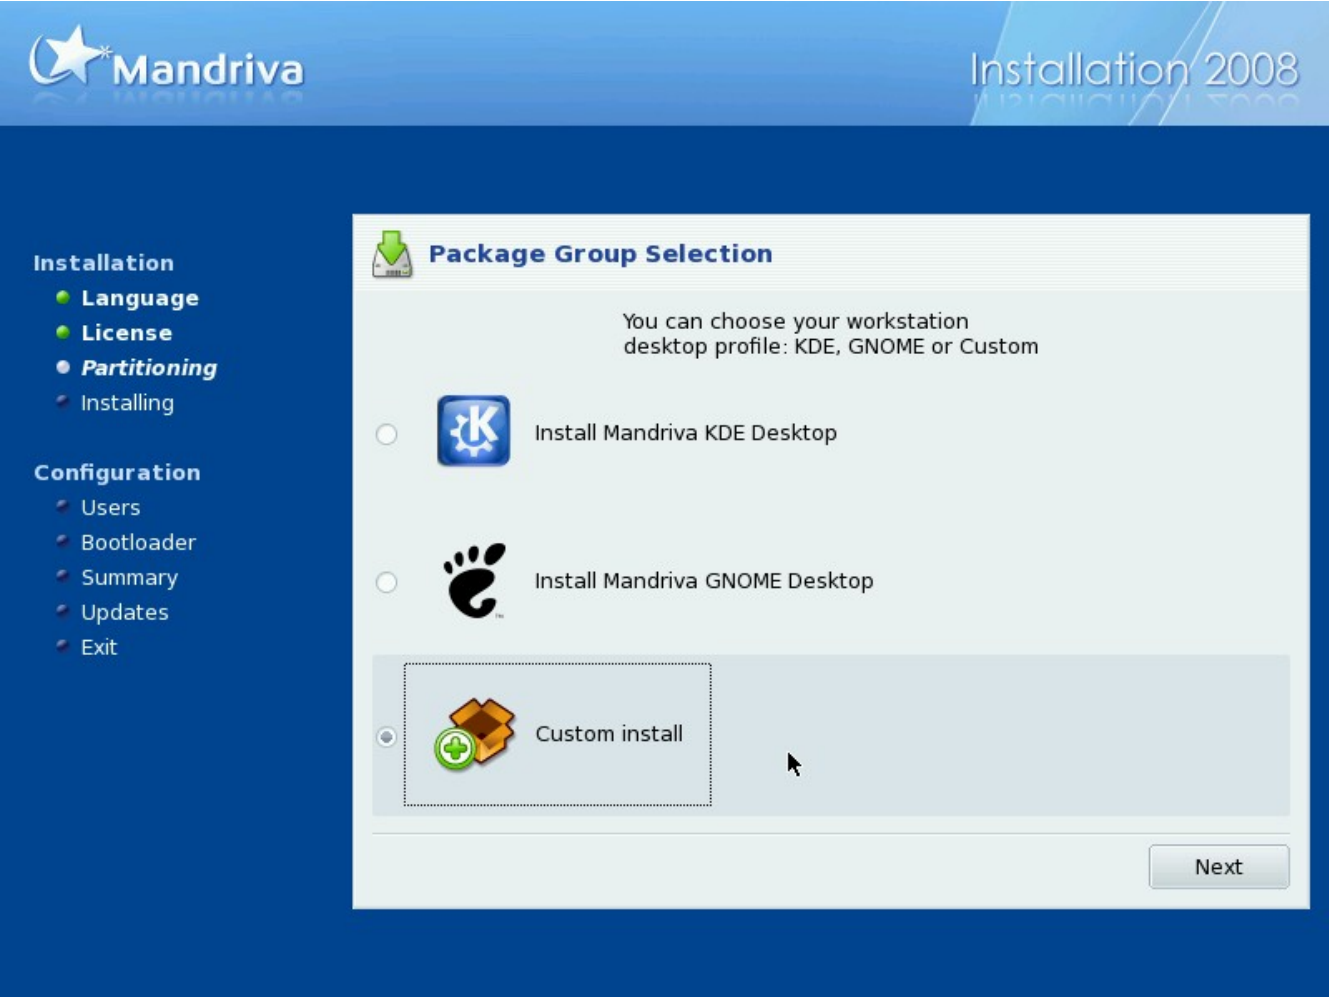 Mandriva
Installation 2008
Installation
Language
License
Partitioning
Installing
Configuration
Users
Bootloader
Summary
Updates
Exit
Package Group Selection
You can choose your workstation
desktop profile: KDE, GNOME or Custom
Install Mandriva KDE Desktop
Install Mandriva GNOME Desktop
Custom install
Next